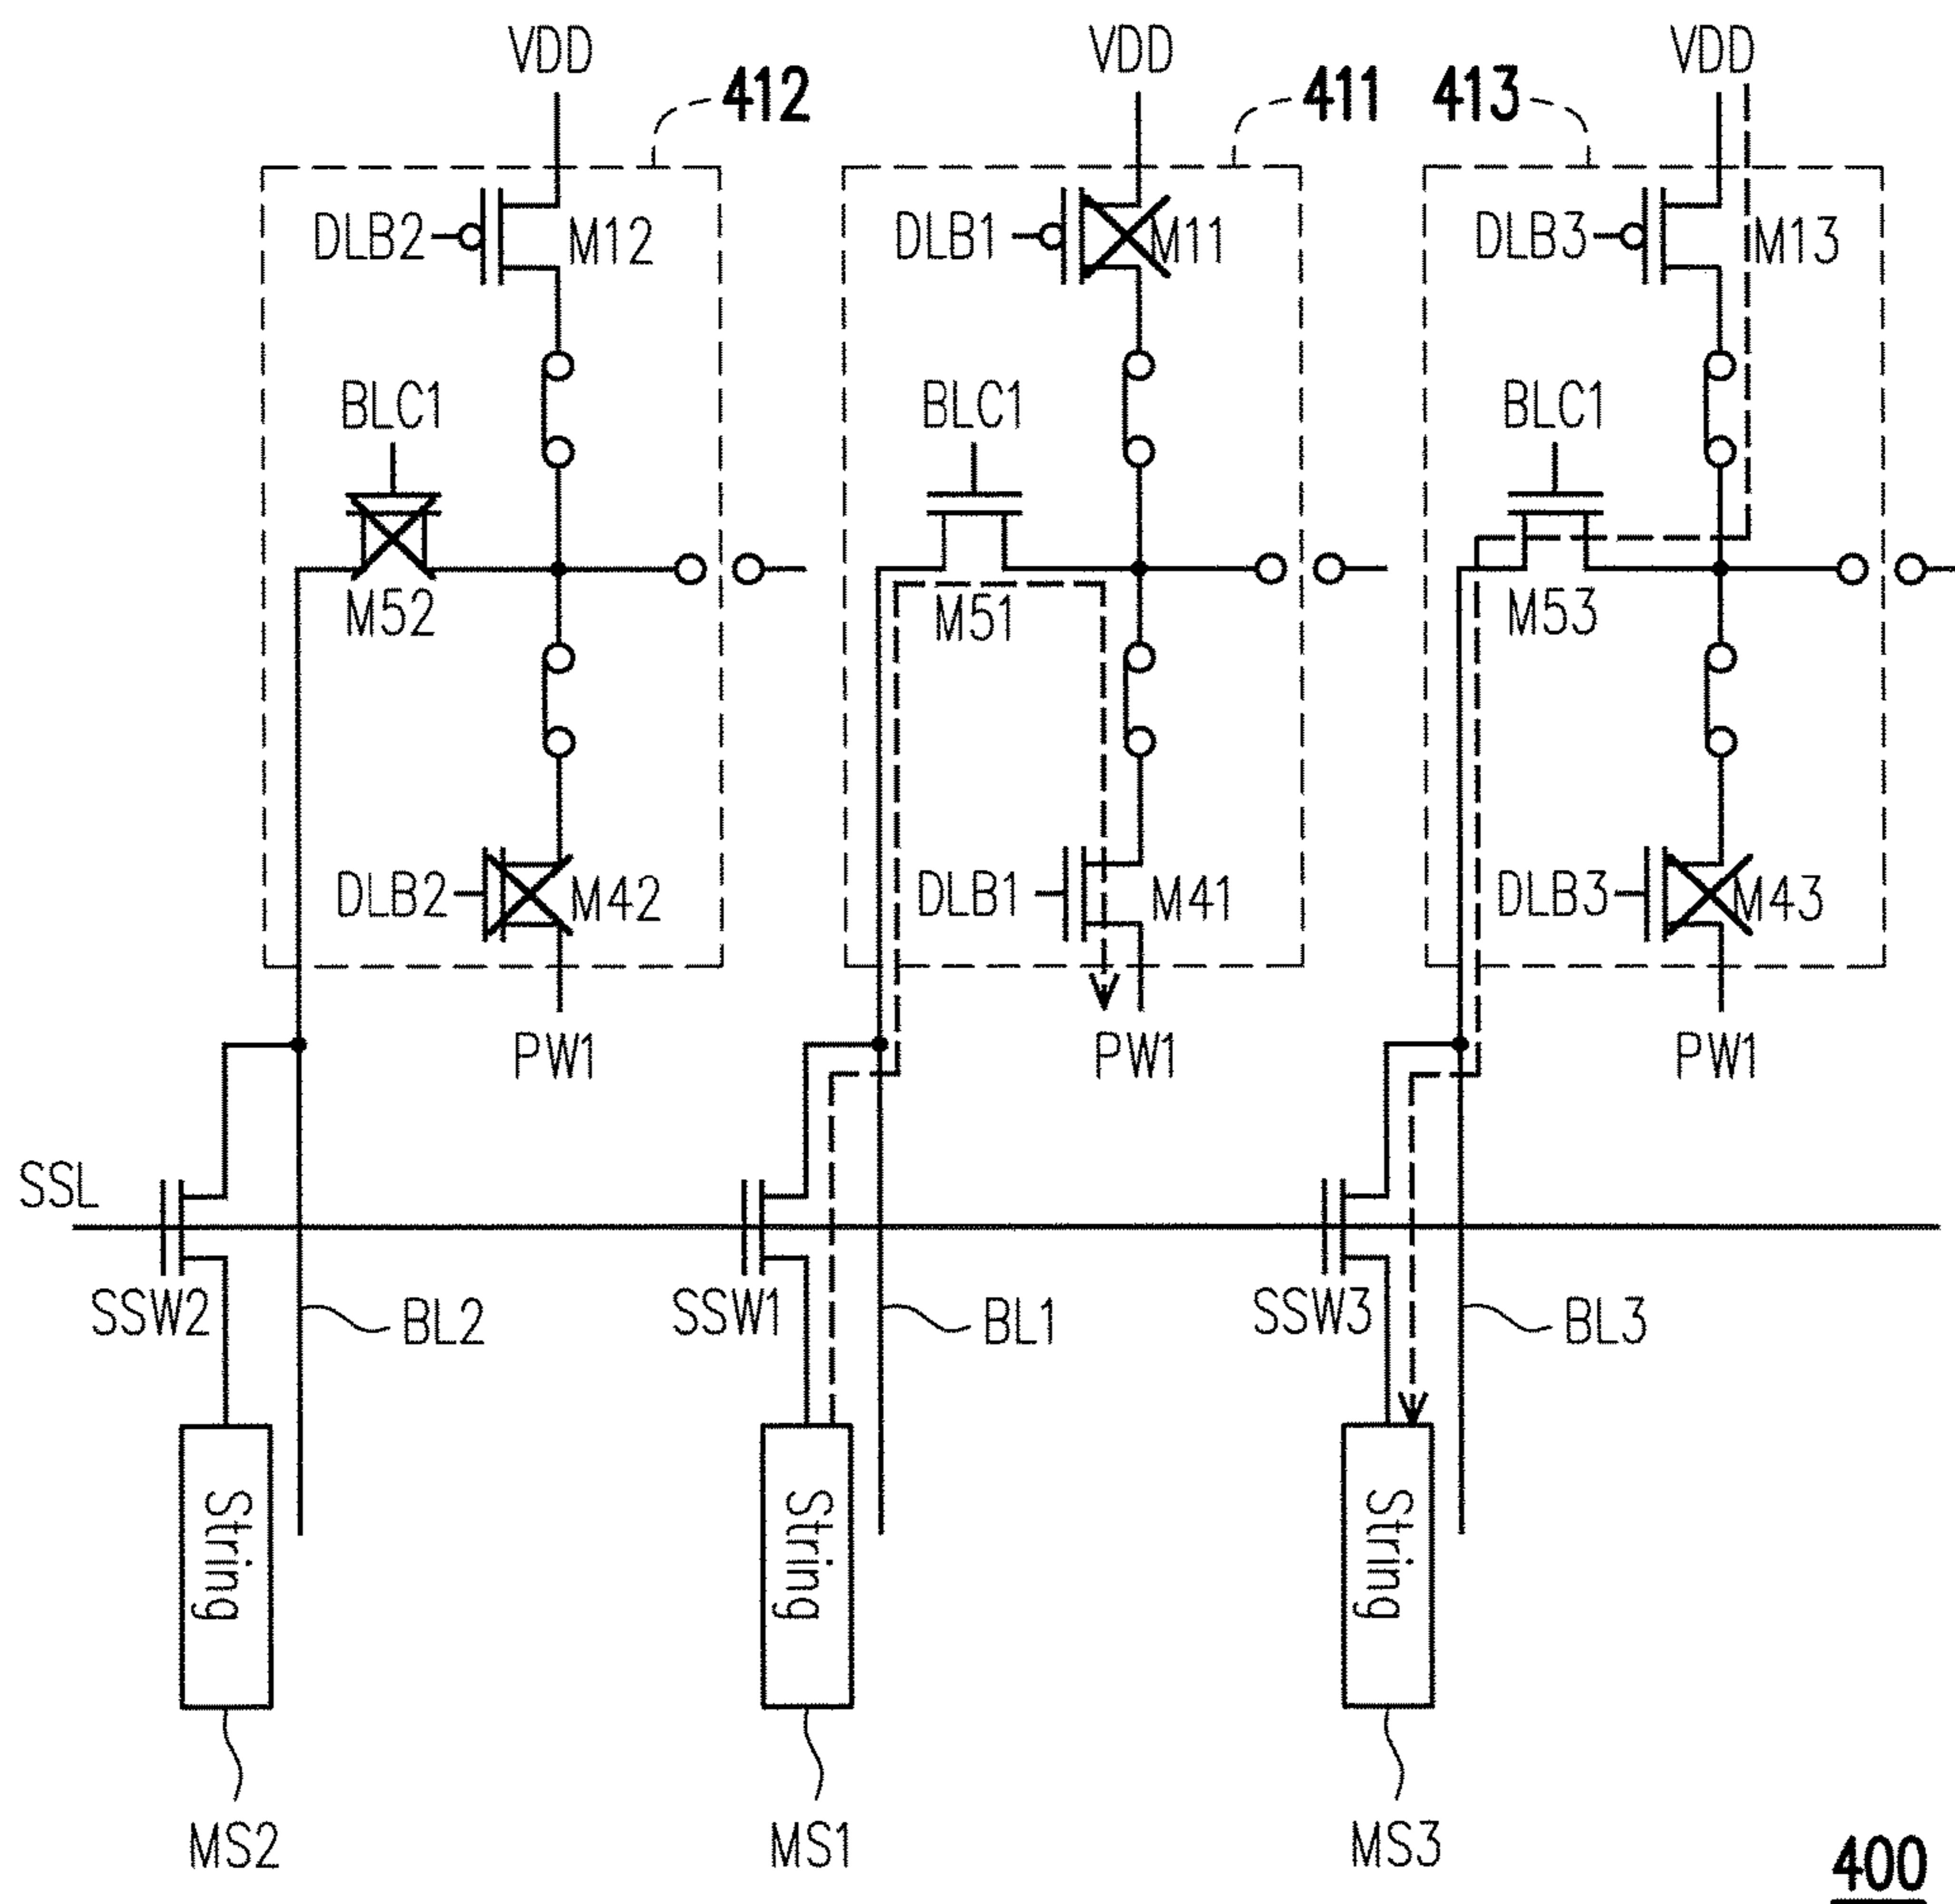 VDD VDD VDD
412 411 413
DLB2 M12 DLB1 M11 DLB3 M13
BLC1 BLC1 BLC1
M52 M51 M53
DLB2 M42 DLB1 M41 DLB3 M43
PW1 PW1 PW1
SSL
SSW2 BL2 SSW1 BL1 SSW3 BL3
String String String
MS2 MS1 MS3
400